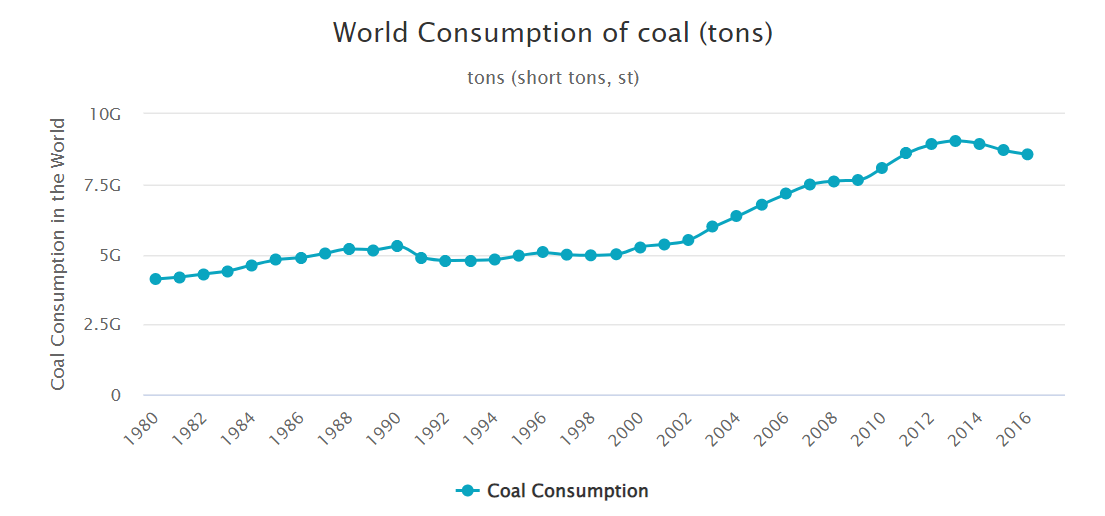 World Consumption of coal (tons)
tons (short tons, st)
Coal Consumption in the World
10G
7.5G
5G
2.5G
0
1980
1982
1984
1986
1988
1990
1992
1994
1996
1998
2000
2002
2004
2006
2008
2010
2012
2014
2016
Coal Consumption